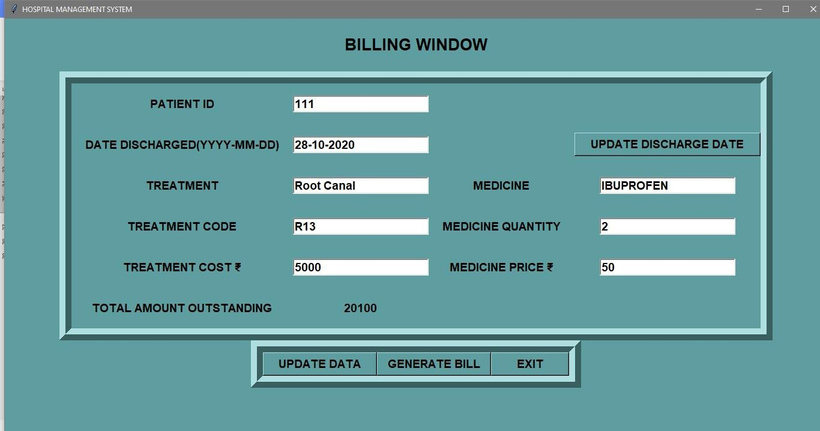 HOSPITAL MANAGEMENT SYSTEM
BILLING WINDOW
PATIENT ID 111
DATE DISCHARGED(YYYY-MM-DD) 28-10-2020 UPDATE DISCHARGE DATE
TREATMENT Root Canal MEDICINE IBUPROFEN
TREATMENT CODE R13 MEDICINE QUANTITY 2
TREATMENT COST ₹ 5000 MEDICINE PRICE ₹ 50
TOTAL AMOUNT OUTSTANDING 20100
UPDATE DATA GENERATE BILL EXIT